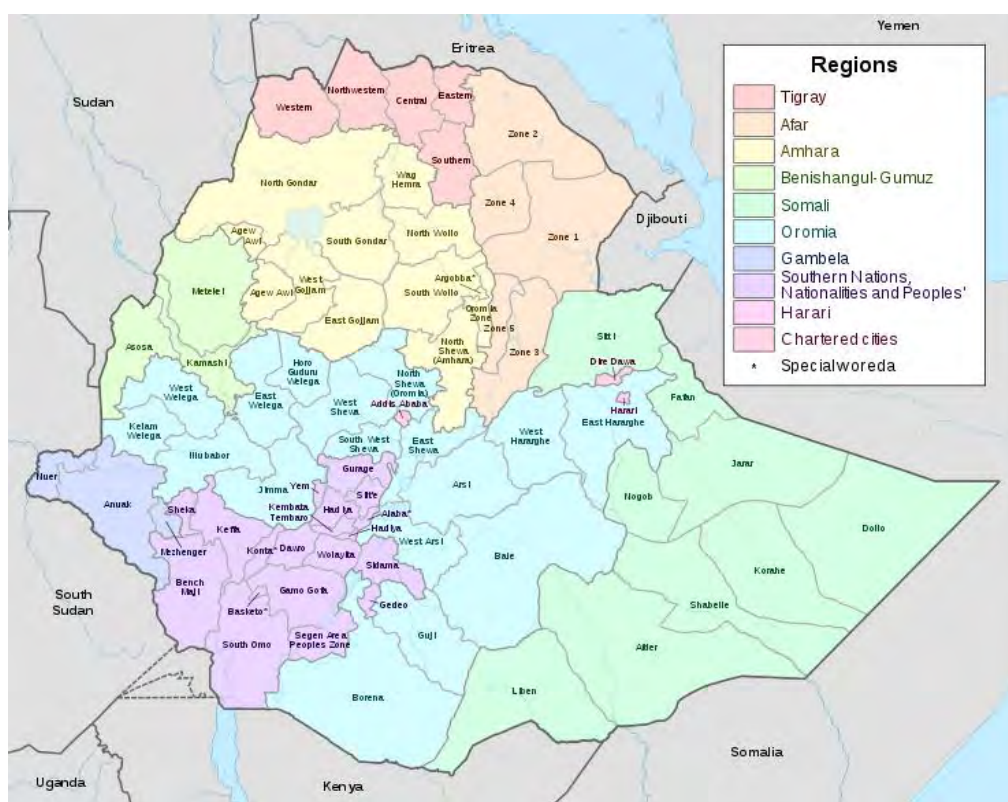 Yemen
Eritrea
Sudan
Regions
Tigray
Afar
Amhara
Benishangul-Gumuz
Somali
Oromia
Gambela
Southern Nations,
Nationalities and Peoples'
Harari
Chartered cities
* Special woreda
Western
Northwestern
Central
Eastern
Southern
Zone 2
Zone 4
Zone 1
Zone 5
Zone 3
Djibouti
North Gondar
Wag
Hemra
Agew
Awi
South Gondar
North Wollo
West
Gojjam
Agew Awi
Argobba*
South Wollo
Oromia
Zone
East Gojjam
North
Shewa
(Amhara)
Metekel
Asosa
Kamashi
Sitti
Dire Dawa
Harari
East Hararghe
Fafan
West
Hararghe
West
Welega
East
Welega
Horo
Guduru
Welega
North
Shewa
(Oromia)
West
Shewa
Addis Ababa
Kelam
Welega
South West
Shewa
East
Shewa
Illubabor
Gurage
Arsi
Jarar
Nuer
Anuak
Jimma
Yem
Silt'e
Nogob
Kembata
Tembaro
Hadiya
Alaba*
Hadiya
Dollo
Sheka
Keffa
West Arsi
Bale
Mezhenger
Konta*
Dawro
Wolayita
Sidama
Korahe
Bench
Maji
Gamo Gofa
Gedeo
Shabelle
South
Sudan
Basketo*
Guji
South Omo
Segen Area
Peoples Zone
Afder
Borena
Liben
Somalia
Uganda
Kenya